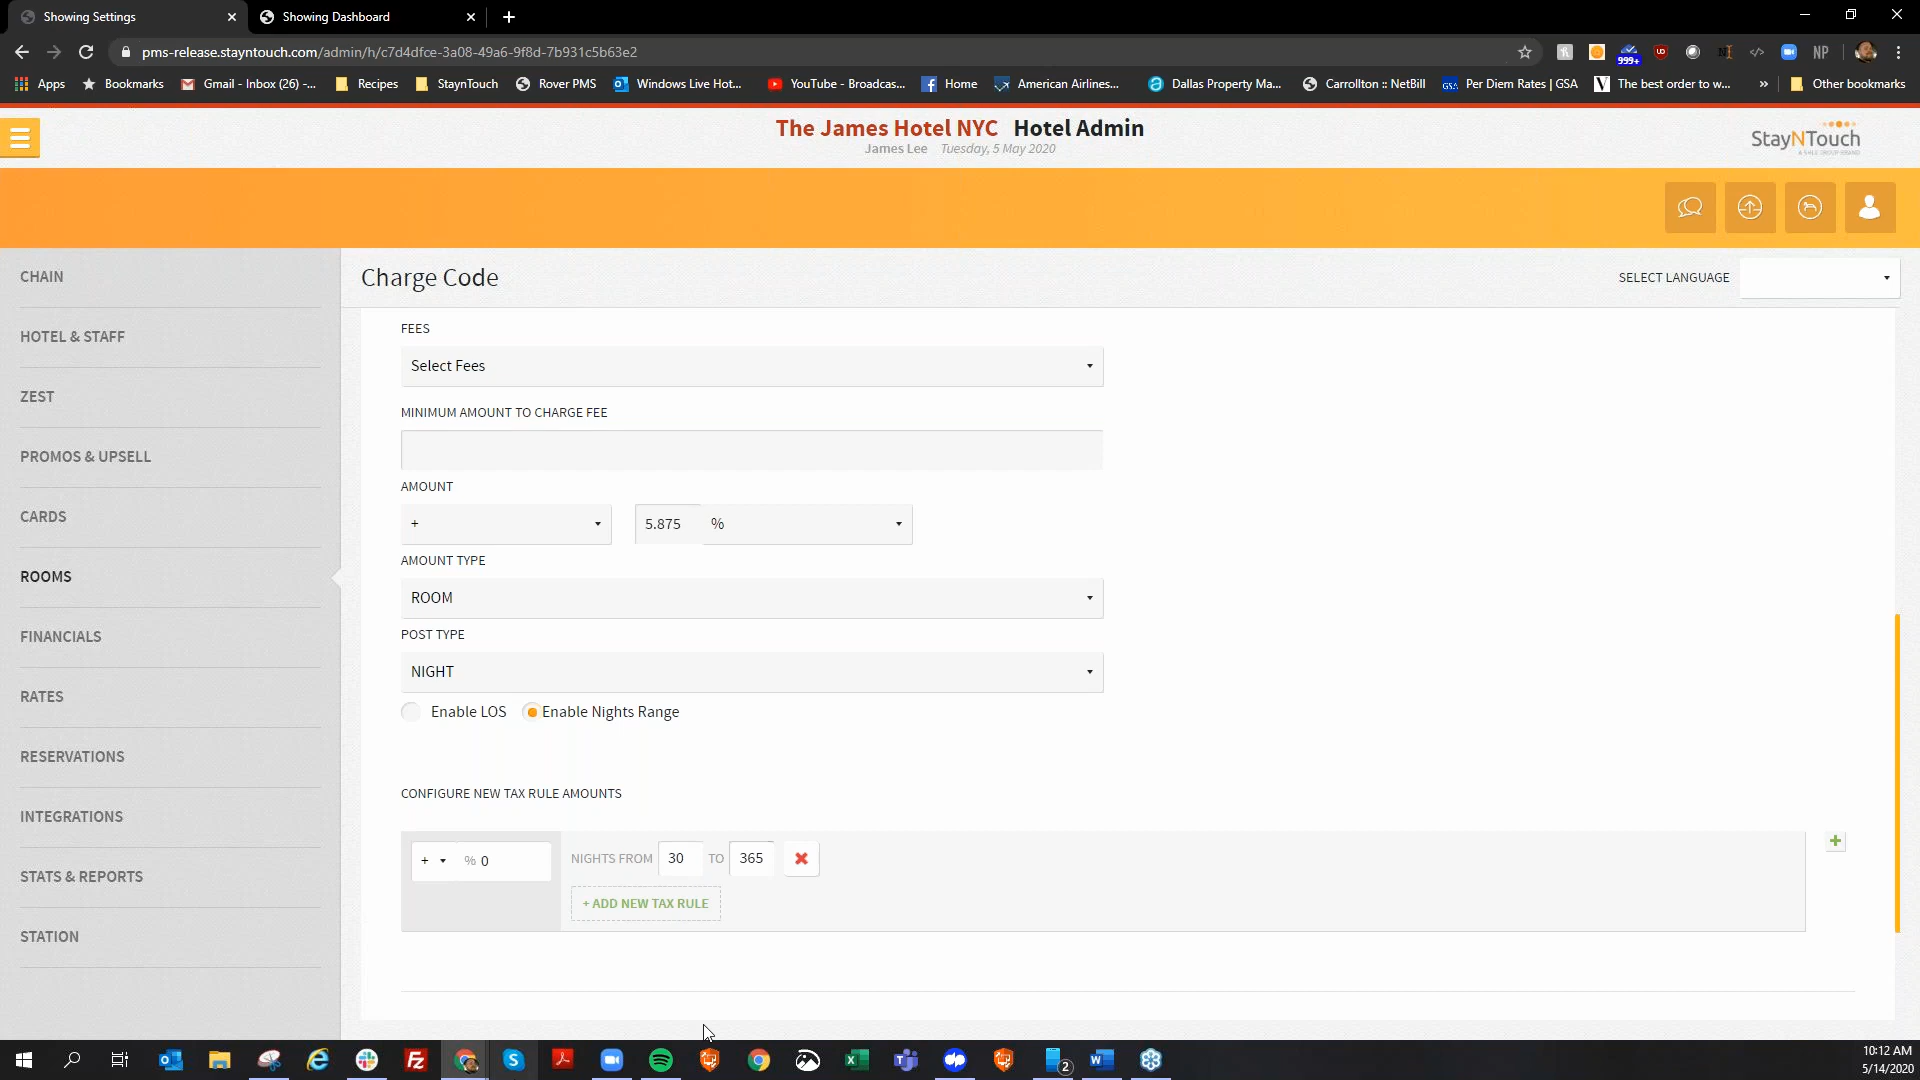 Showing Settings
Showing Dashboard
pms-release.stayntouch.com/admin/h/c7d4dfce-3a08-49a6-9f8d-7b931c5b63e2
999+
NP
Apps
Bookmarks
Gmail - Inbox (26) -...
Recipes
StaynTouch
Rover PMS
Windows Live Hot...
YouTube - Broadcas...
Home
American Airlines...
Dallas Property Ma...
Carrollton :: NetBill
GSA
Per Diem Rates | GSA
V
The best order to w...
»
Other bookmarks
The James Hotel NYC Hotel Admin
James Lee Tuesday, 5 May 2020
StayNTouch
CHAIN
HOTEL & STAFF
ZEST
PROMOS & UPSELL
CARDS
ROOMS
FINANCIALS
RATES
RESERVATIONS
INTEGRATIONS
STATS & REPORTS
STATION
Charge Code
SELECT LANGUAGE
FEES
Select Fees
MINIMUM AMOUNT TO CHARGE FEE
AMOUNT
+ 5.875 %
AMOUNT TYPE
ROOM
POST TYPE
NIGHT
Enable LOS Enable Nights Range
CONFIGURE NEW TAX RULE AMOUNTS
+ % 0 NIGHTS FROM 30 TO 365
+ ADD NEW TAX RULE
2
10:12 AM
5/14/2020